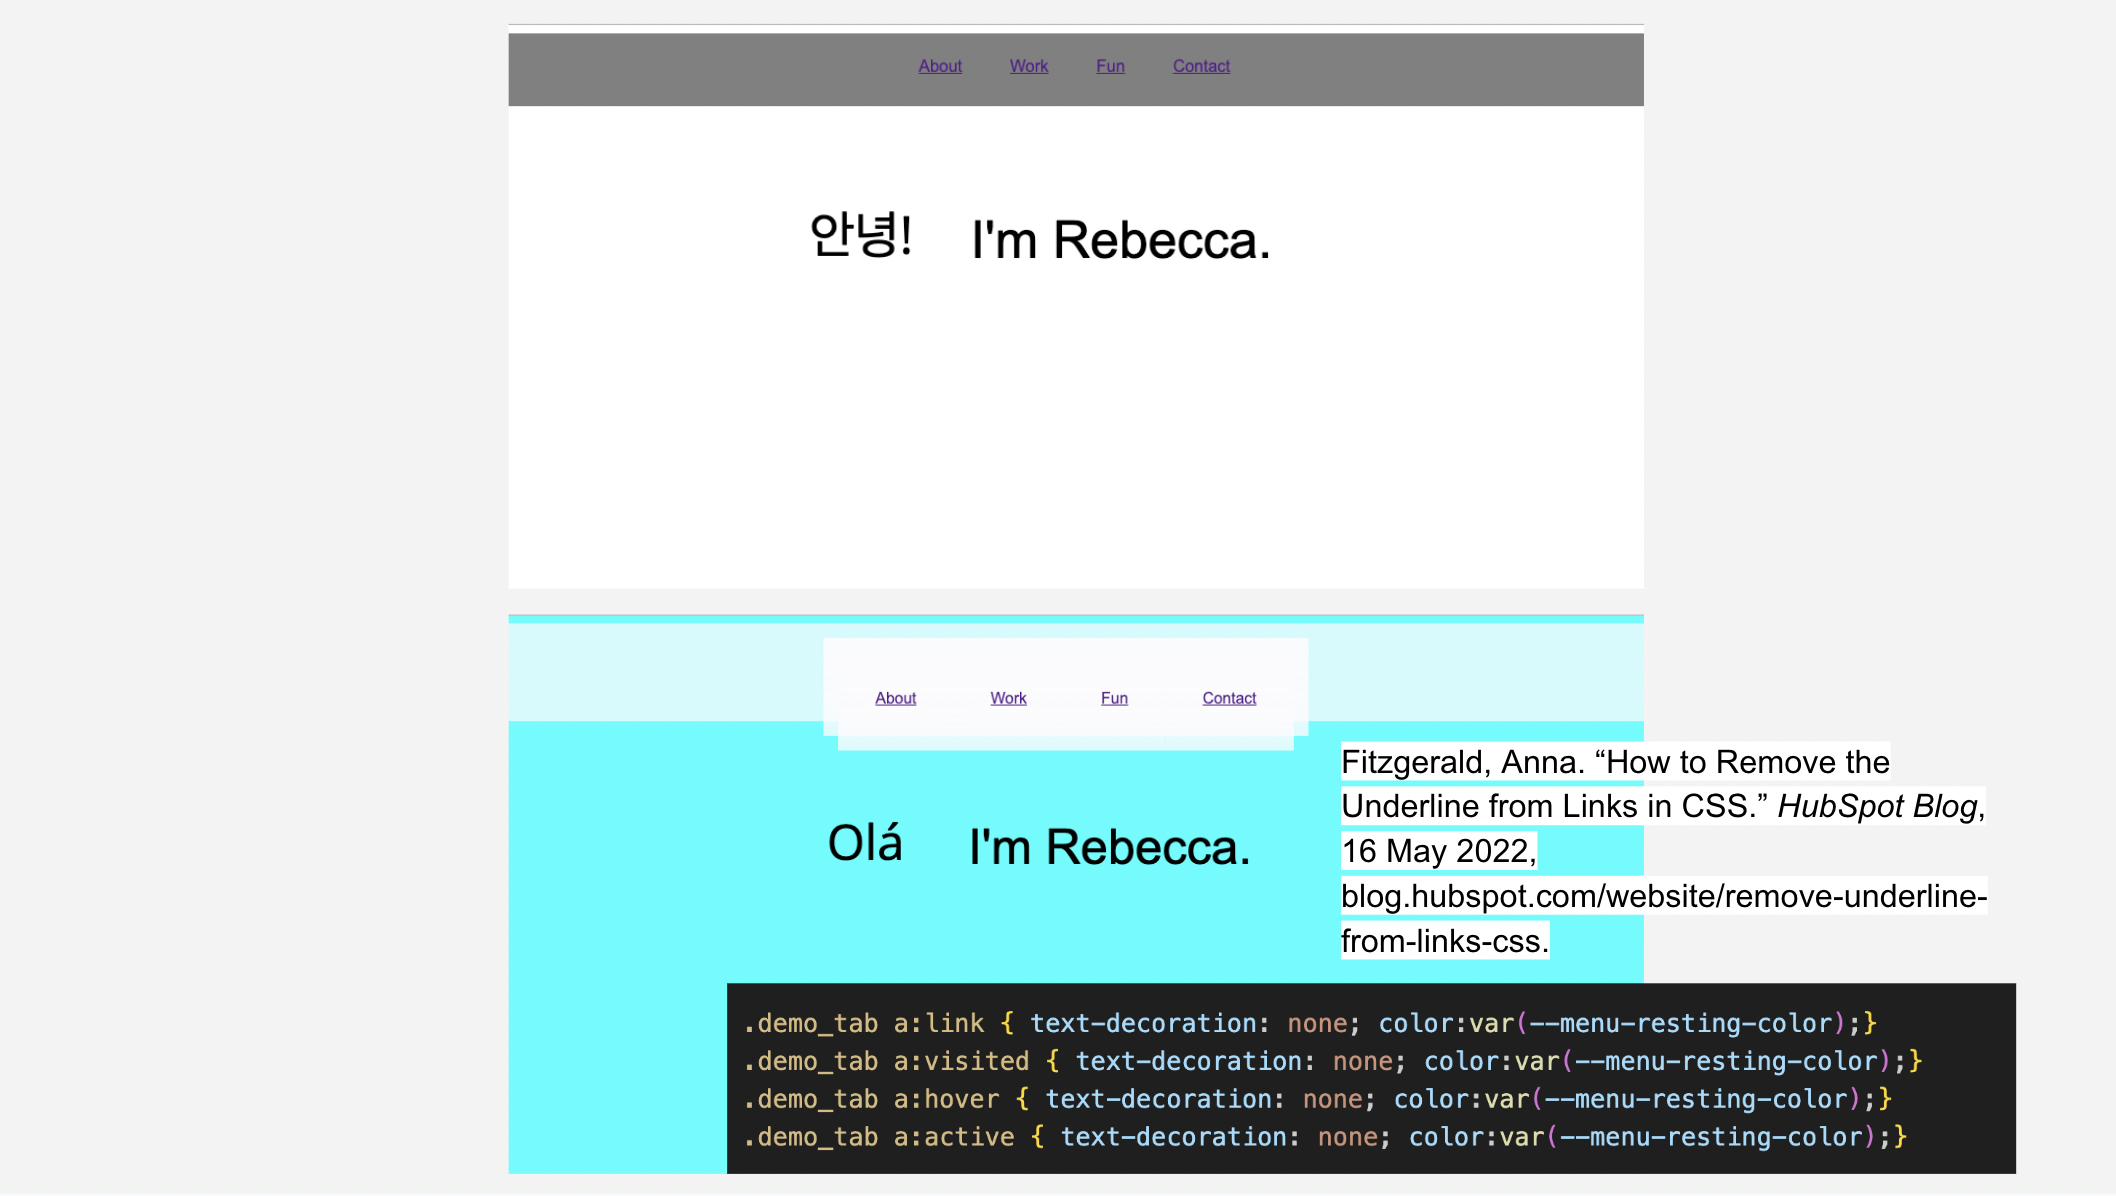 About Work Fun Contact
안녕! I'm Rebecca.
About Work Fun Contact
Olá I'm Rebecca.
Fitzgerald, Anna. “How to Remove the
Underline from Links in CSS.” HubSpot Blog,
16 May 2022,
blog.hubspot.com/website/remove-underline-
from-links-css.
.demo_tab a:link { text-decoration: none; color:var(--menu-resting-color);}
.demo_tab a:visited { text-decoration: none; color:var(--menu-resting-color);}
.demo_tab a:hover { text-decoration: none; color:var(--menu-resting-color);}
.demo_tab a:active { text-decoration: none; color:var(--menu-resting-color);}